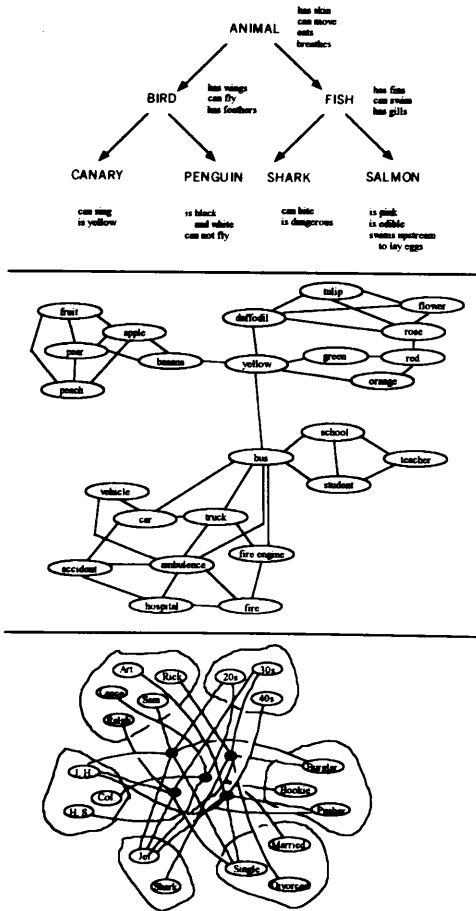 ANIMAL
has skin
can move
eats
breathes
BIRD
has wings
can fly
has feathers
FISH
has fins
can swim
has gills
CANARY
PENGUIN
SHARK
SALMON
can sing
is yellow
is black
and white
can not fly
can bite
is dangerous
is pink
is edible
swims upstream
to lay eggs
fruit
apple
pear
banana
peach
tulip
daffodil
flower
rose
yellow
green
red
orange
school
bus
teacher
student
vehicle
car
truck
fire engine
accident
ambulence
hospital
fire
Art
Rick
Lance
Sam
Ralph
20s
30s
40s
J. H
Col
H. S
Burglar
Bookie
Pusher
Jet
Shark
Single
Married
Divorced